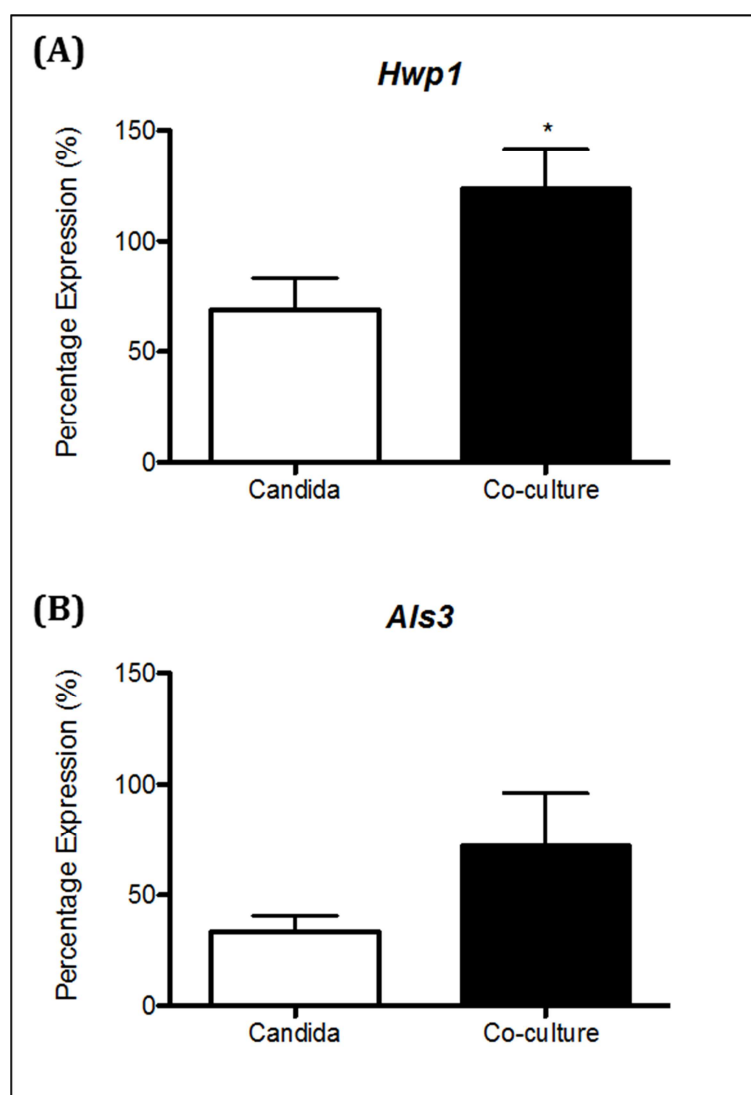 (A)
Hwp1
Percentage Expression (%)
150
*
100
50
0
Candida Co-culture
(B)
Als3
Percentage Expression (%)
150
100
50
0
Candida Co-culture